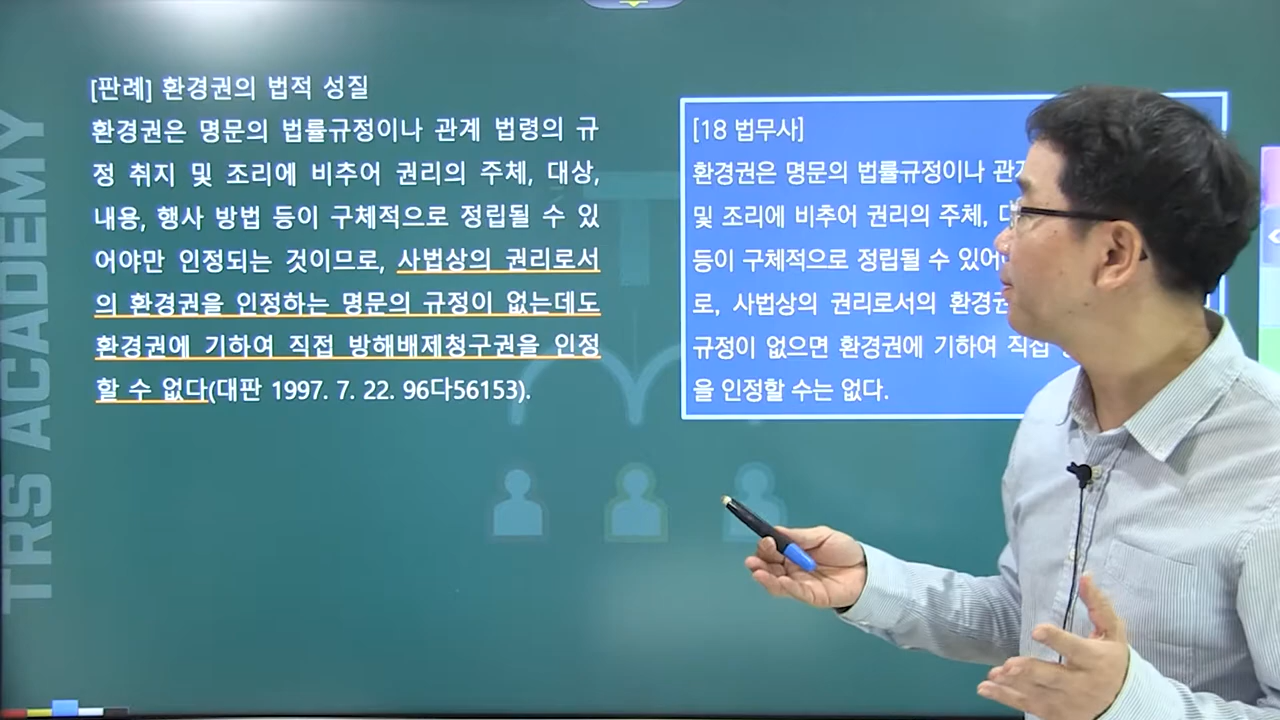 TRS ACADEMY
[판례] 환경권의 법적 성질
환경권은 명문의 법률규정이나 관계 법령의 규
정 취지 및 조리에 비추어 권리의 주체, 대상,
내용, 행사 방법 등이 구체적으로 정립될 수 있
어야만 인정되는 것이므로, 사법상의 권리로서
의 환경권을 인정하는 명문의 규정이 없는데도
환경권에 기하여 직접 방해배제청구권을 인정
할 수 없다(대판 1997. 7. 22. 96다56153).
[18 법무사]
환경권은 명문의 법률규정이나
및 조리에 비추어 권리의 주체,
등이 구체적으로 정립될 수
로, 사법상의 권리로서의
규정이 없으면 환경권에 기하여 직접
을 인정할 수는 없다.